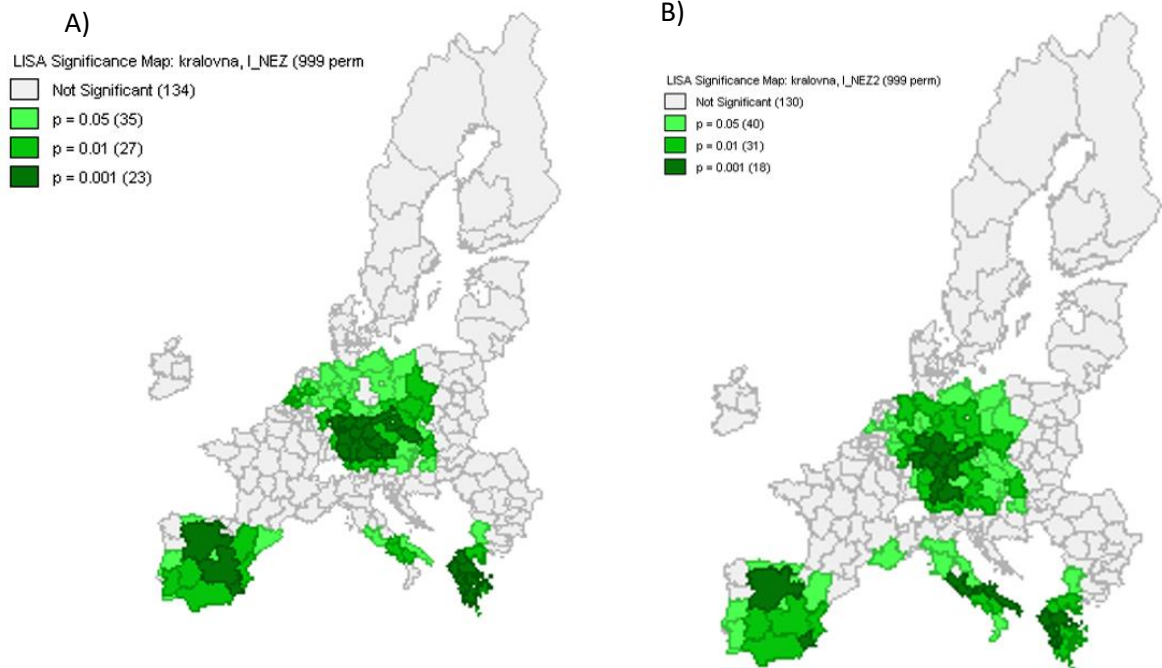 A)
LISA Significance Map: kralovna, I_NEZ (999 perm
Not Significant (134)
p = 0.05 (35)
p = 0.01 (27)
p = 0.001 (23)
B)
LISA Significance Map: kralovna, I_NEZ2 (999 perm)
Not Significant (130)
p = 0.05 (40)
p = 0.01 (31)
p = 0.001 (18)